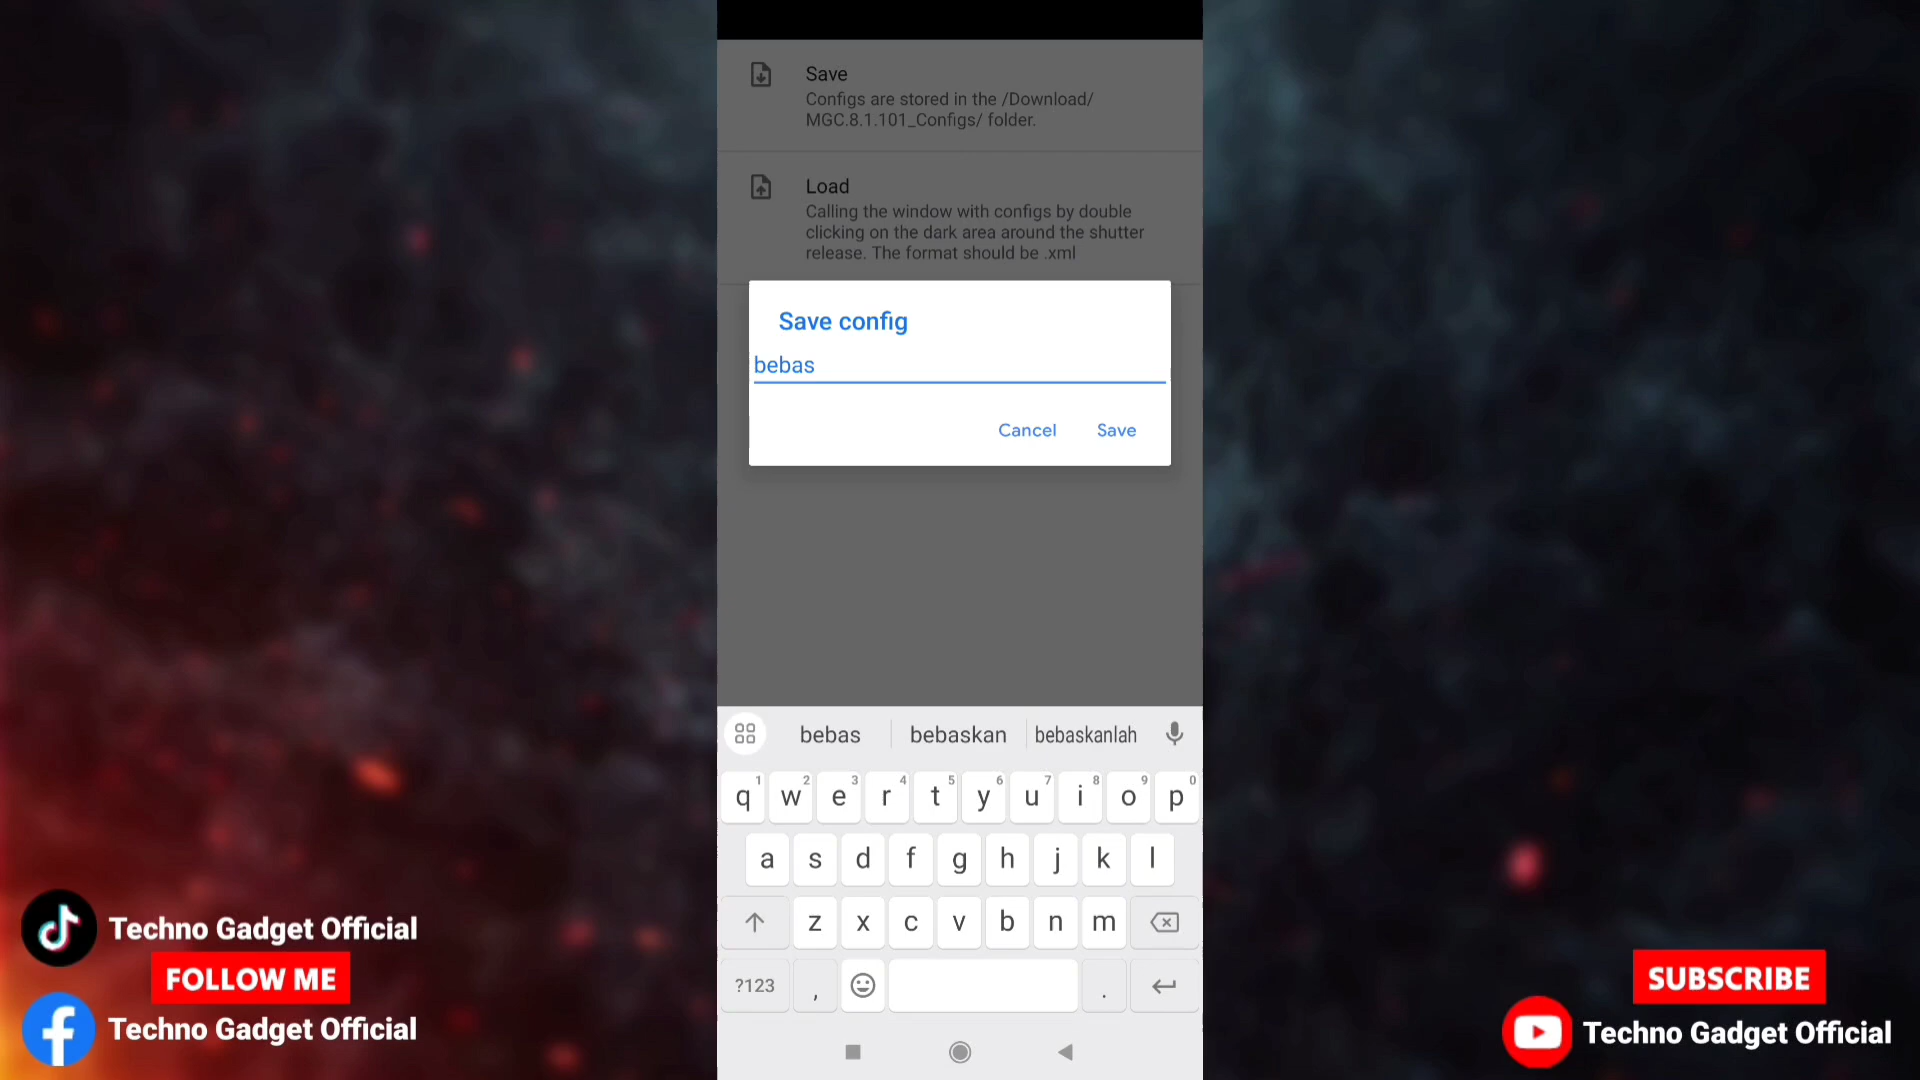 Save
Configs are stored in the /Download/
MGC.8.1.101_Configs/ folder.
Load
Calling the window with configs by double
clicking on the dark area around the shutter
release. The format should be .xml
Save config
bebas
Cancel Save
bebas bebaskan bebaskanlah
1 2 3 4 5 6 7 8 9 0
q w e r t y u i o p
a s d f g h j k l
z x c v b n m
?123 , .
Techno Gadget Official
FOLLOW ME
Techno Gadget Official
SUBSCRIBE
Techno Gadget Official